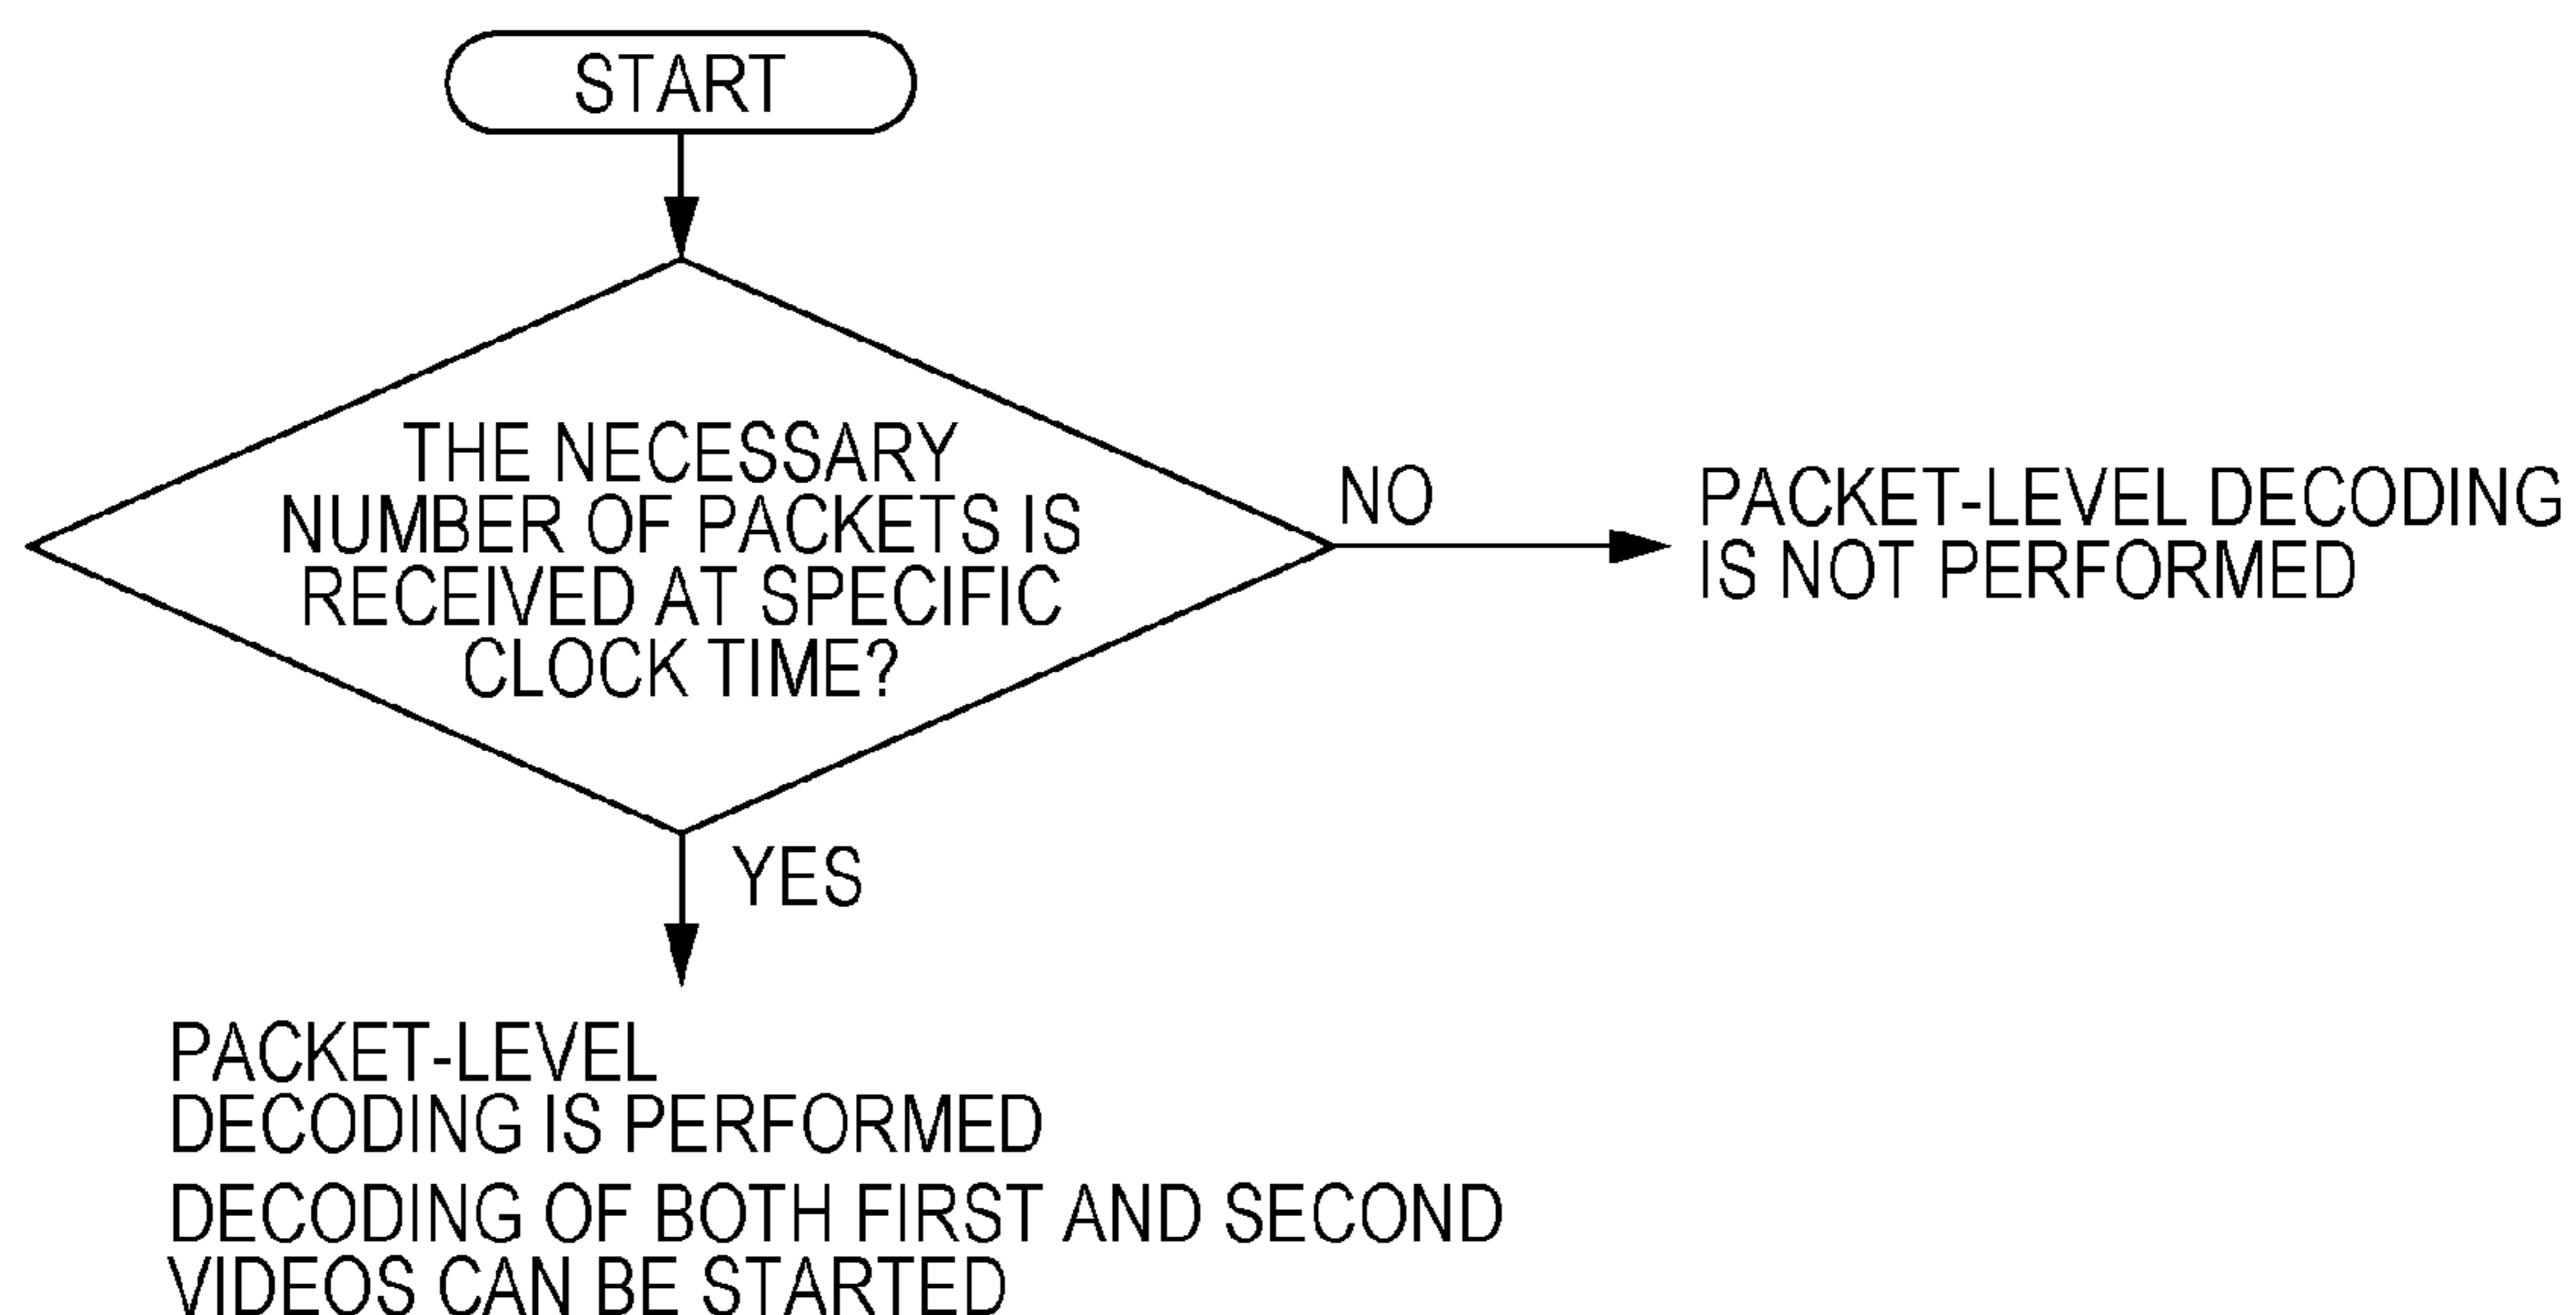 START
THE NECESSARY
NUMBER OF PACKETS IS
RECEIVED AT SPECIFIC
CLOCK TIME?
NO
PACKET-LEVEL DECODING
IS NOT PERFORMED
YES
PACKET-LEVEL
DECODING IS PERFORMED
DECODING OF BOTH FIRST AND SECOND
VIDEOS CAN BE STARTED